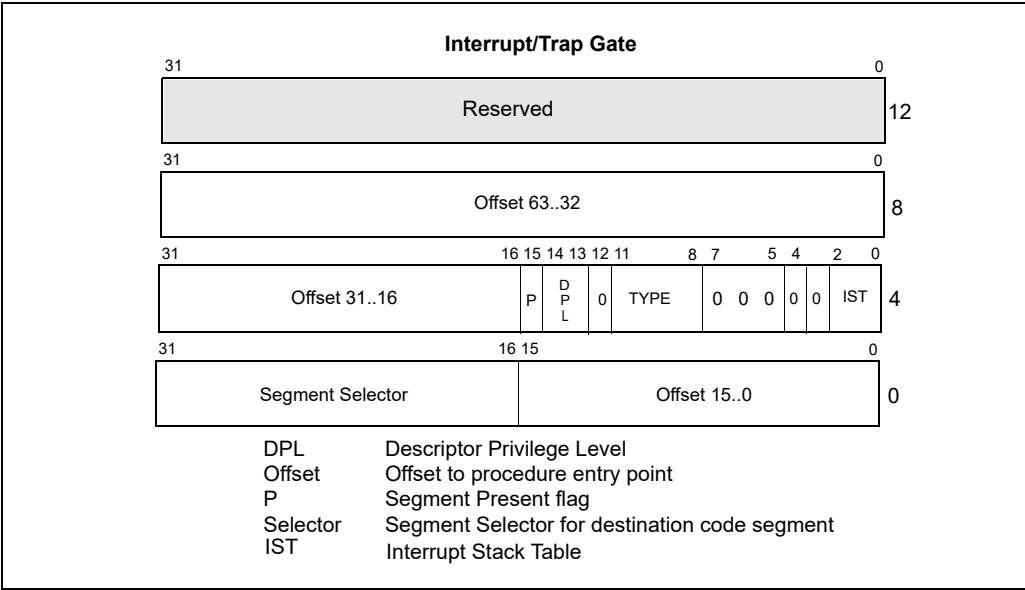 Interrupt/Trap Gate
31 0
Reserved 12
31 0
Offset 63..32 8
31 16 15 14 13 12 11 8 7 5 4 2 0
Offset 31..16 P DPL 0 TYPE 0 0 0 0 0 IST 4
31 16 15 0
Segment Selector Offset 15..0 0
DPL Descriptor Privilege Level
Offset Offset to procedure entry point
P Segment Present flag
Selector Segment Selector for destination code segment
IST Interrupt Stack Table